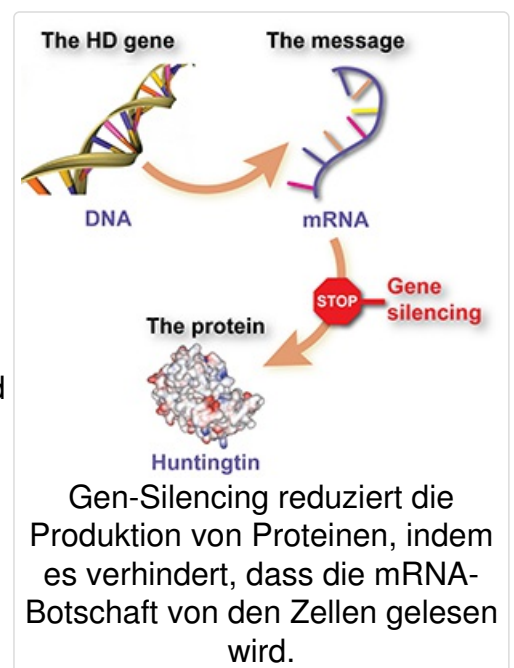 The HD gene
The message
DNA
mRNA
STOP
Gene
silencing
The protein
Huntingtin
Gen-Silencing reduziert die
Produktion von Proteinen, indem
es verhindert, dass die mRNA-
Botschaft von den Zellen gelesen
wird.